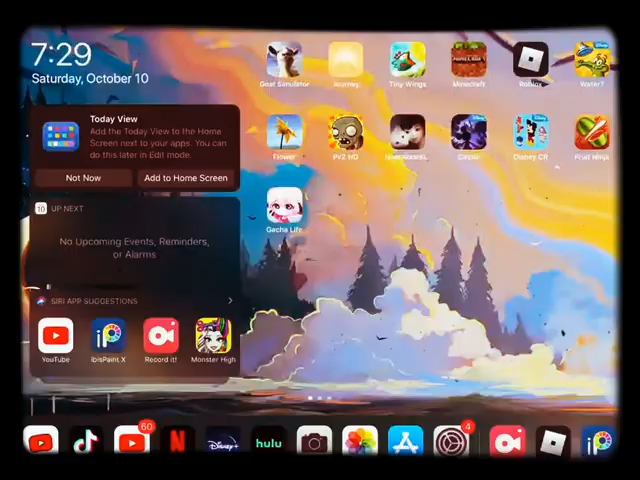 7:29
Saturday, October 10
Goat Simulator
Journey
Tiny Wings
Minecraft
Roblox
Water?
Flower
PvZ HD
Disney CR
Fruit Ninja
Gacha Life
Today View
Add the Today View to the Home
Screen next to your apps. You can
do this later in Edit mode.
Not Now
Add to Home Screen
10
UP NEXT
No Upcoming Events, Reminders,
or Alarms
SIRI APP SUGGESTIONS
YouTube
ibisPaint X
Record it!
Monster High
60
N
Disney+
hulu
4